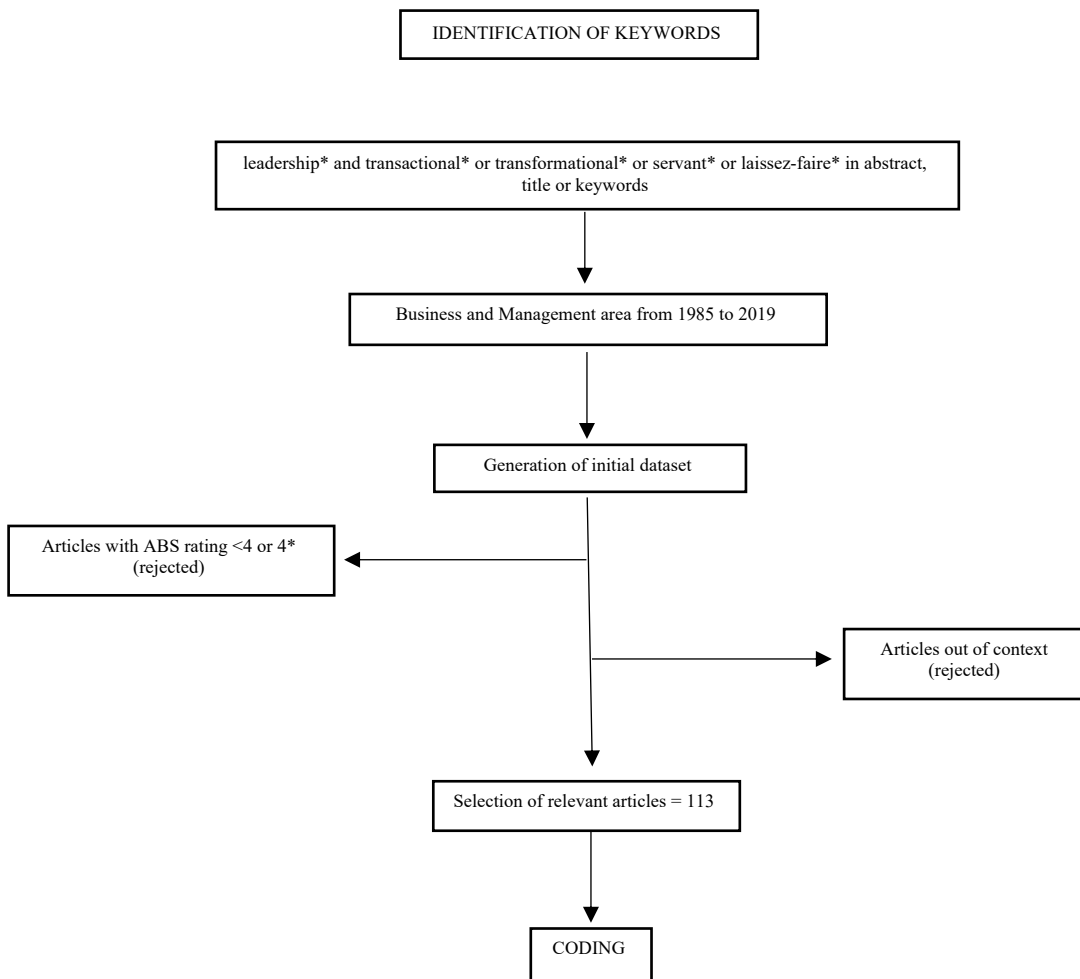 IDENTIFICATION OF KEYWORDS
leadership* and transactional* or transformational* or servant* or laissez-faire* in abstract,
title or keywords
Business and Management area from 1985 to 2019
Generation of initial dataset
Articles with ABS rating <4 or 4*
(rejected)
Articles out of context
(rejected)
Selection of relevant articles = 113
CODING